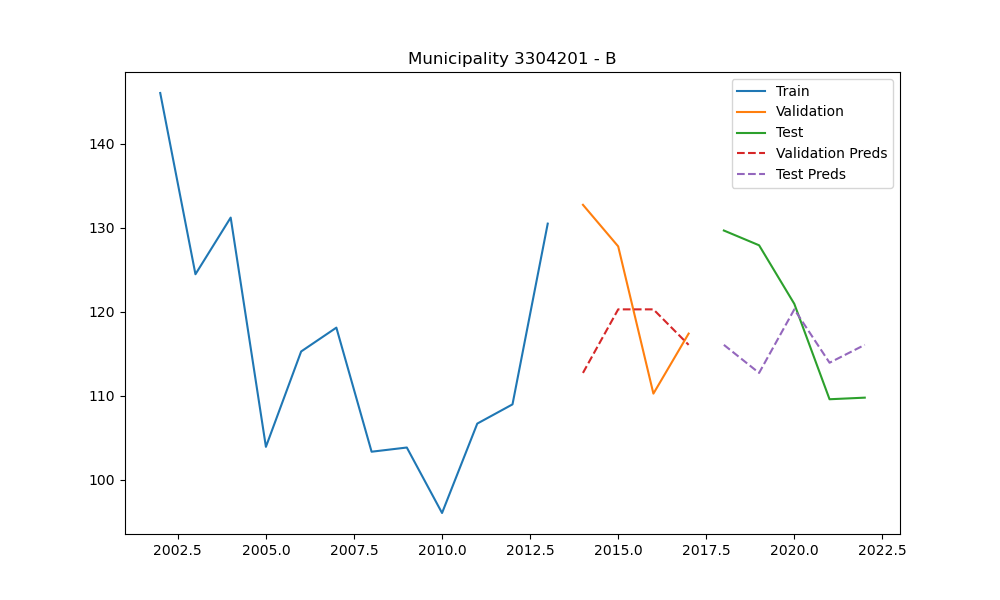 Municipality 3304201 - B
Train
Validation
Test
Validation Preds
Test Preds
140
130
120
110
100
2002.5 2005.0 2007.5 2010.0 2012.5 2015.0 2017.5 2020.0 2022.5